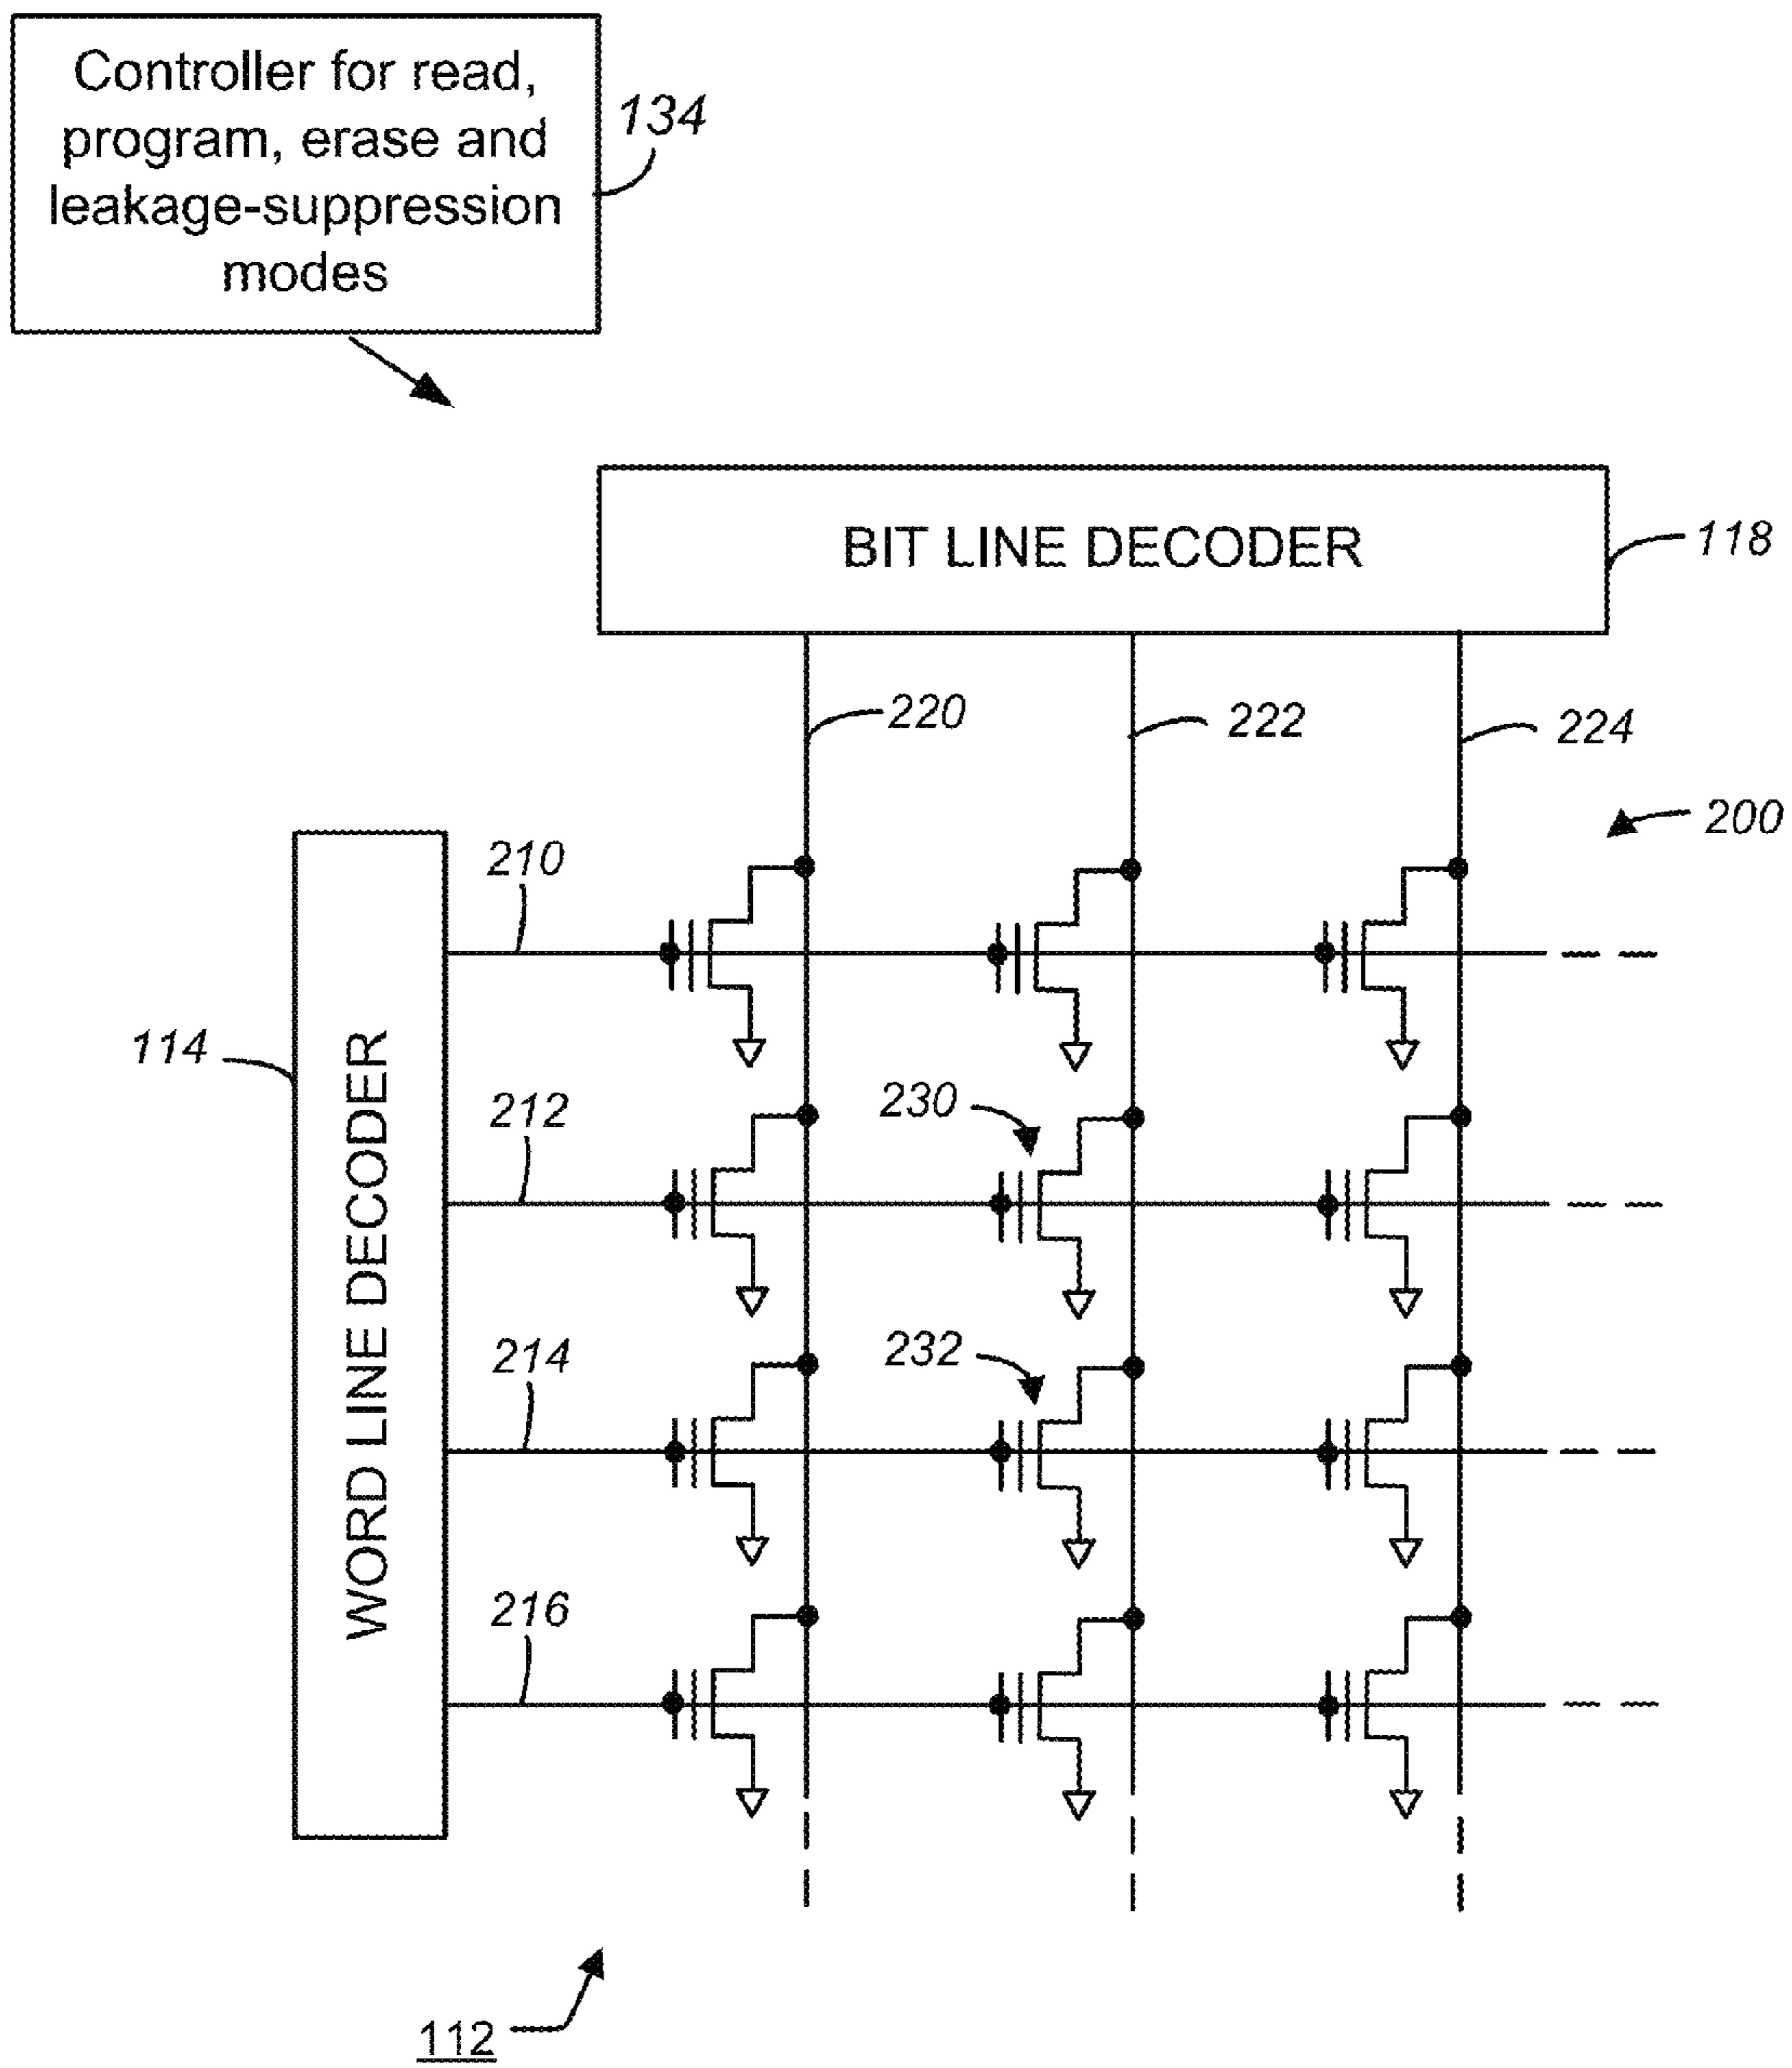 Controller for read,
program, erase and
leakage-suppression
modes
134
BIT LINE DECODER
118
220
222
224
200
210
114
WORD LINE DECODER
212
230
214
232
216
112